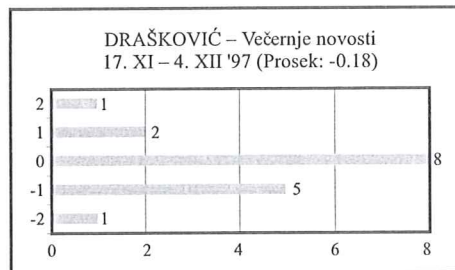 DRAŠKOVIĆ – Večernje novosti
17. XI – 4. XII '97 (Prosek: -0.18)
2 1
1 2
0 8
-1 5
-2 1
0 2 4 6 8